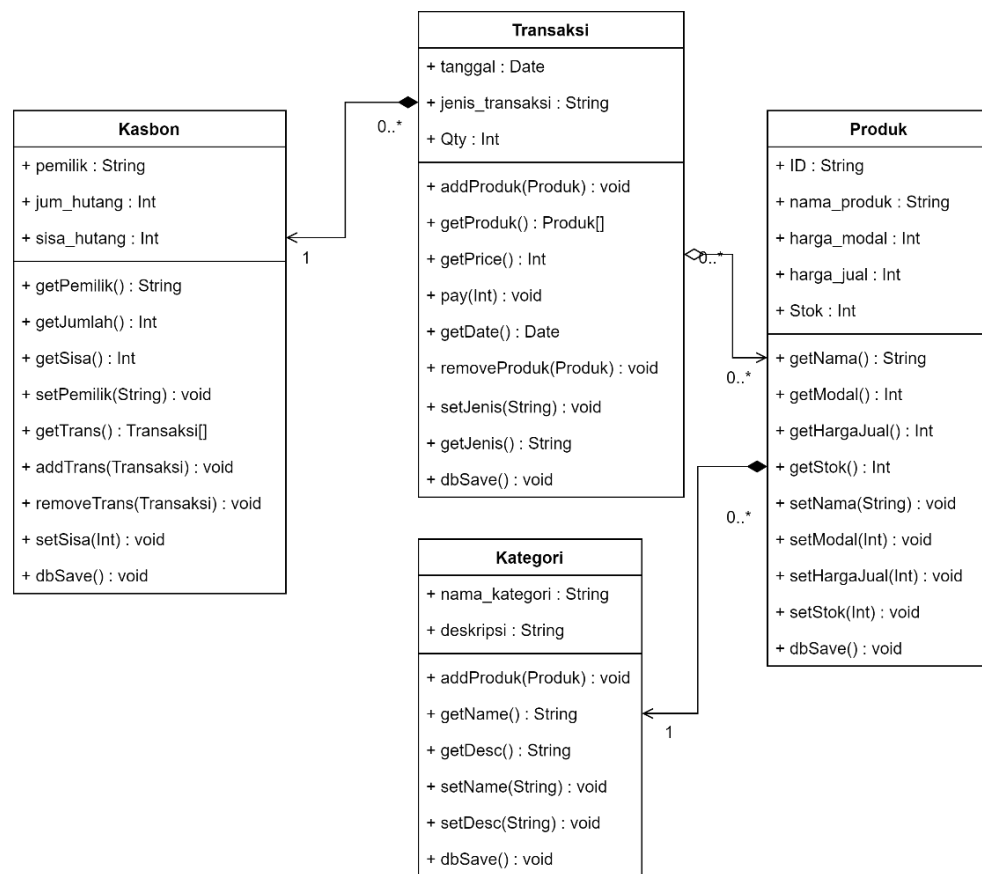 Transaksi
+ tanggal : Date
+ jenis_transaksi : String
+ Qty : Int
+ addProduk(Produk) : void
+ getProduk() : Produk[]
+ getPrice() : Int
+ pay(Int) : void
+ getDate() : Date
+ removeProduk(Produk) : void
+ setJenis(String) : void
+ getJenis() : String
+ dbSave() : void
0..*
1
Kasbon
+ pemilik : String
+ jum_hutang : Int
+ sisa_hutang : Int
+ getPemilik() : String
+ getJumlah() : Int
+ getSisa() : Int
+ setPemilik(String) : void
+ getTrans() : Transaksi[]
+ addTrans(Transaksi) : void
+ removeTrans(Transaksi) : void
+ setSisa(Int) : void
+ dbSave() : void
0..*
0..*
Produk
+ ID : String
+ nama_produk : String
+ harga_modal : Int
+ harga_jual : Int
+ Stok : Int
+ getNama() : String
+ getModal() : Int
+ getHargaJual() : Int
+ getStok() : Int
+ setNama(String) : void
+ setModal(Int) : void
+ setHargaJual(Int) : void
+ setStok(Int) : void
+ dbSave() : void
0..*
1
Kategori
+ nama_kategori : String
+ deskripsi : String
+ addProduk(Produk) : void
+ getName() : String
+ getDesc() : String
+ setName(String) : void
+ setDesc(String) : void
+ dbSave() : void